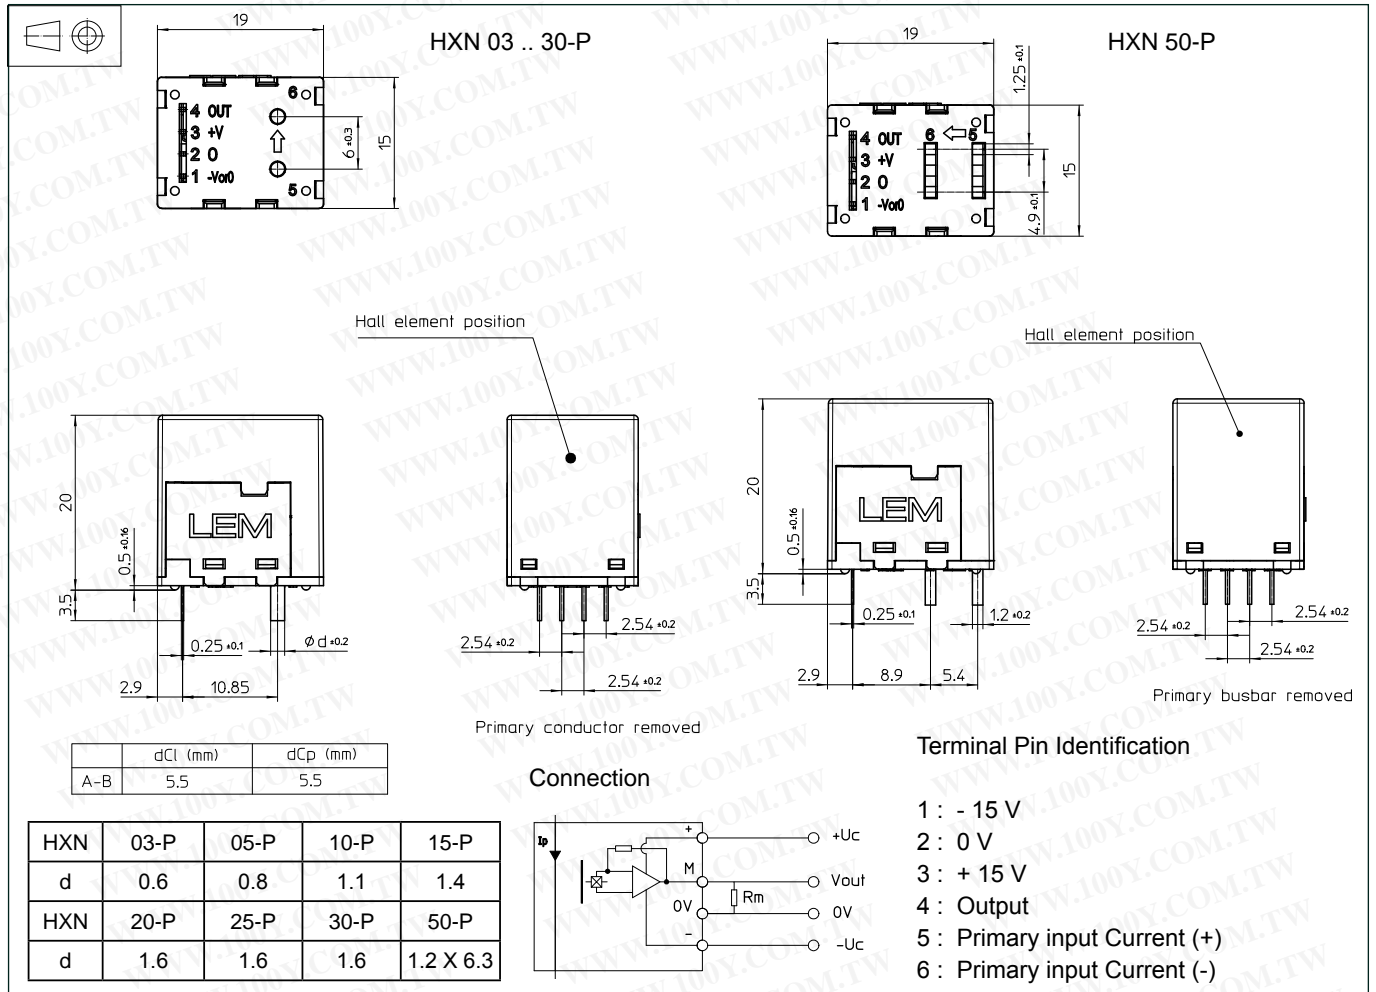 HXN 03 .. 30-P
19
6
4 OUT
3 +V
2 0
1 -Vor0
5
6 ±0.3
15
HXN 50-P
19
1.25 ±0.1
4 OUT
6
5
3 +V
2 0
1 -Vor0
4.9 ±0.1
15
Hall element position
20
LEM
0.5 ±0.16
3.5
0.25 ±0.1
Ød ±0.2
2.9
10.85
2.54 ±0.2
2.54 ±0.2
2.54 ±0.2
Primary conductor removed
Hall element position
20
LEM
0.5 ±0.16
3.5
0.25 ±0.1
1.2 ±0.2
2.9
8.9
5.4
2.54 ±0.2
2.54 ±0.2
2.54 ±0.2
Primary busbar removed
dCl (mm) dCp (mm)
A-B 5.5 5.5
HXN 03-P 05-P 10-P 15-P
d 0.6 0.8 1.1 1.4
HXN 20-P 25-P 30-P 50-P
d 1.6 1.6 1.6 1.2 X 6.3
Connection
Ip
+
+Uc
M
Vout
Rm
0V
0V
-
-Uc
Terminal Pin Identification
1 : - 15 V
2 : 0 V
3 : + 15 V
4 : Output
5 : Primary input Current (+)
6 : Primary input Current (-)
WWW.100Y.COM.TW